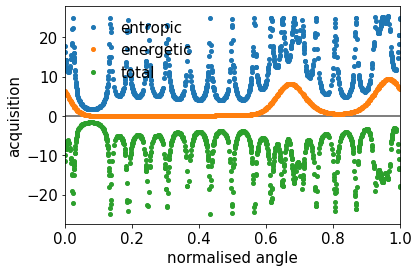 entropic
energetic
total
20
10
0
−10
−20
acquisition
0.0 0.2 0.4 0.6 0.8 1.0
normalised angle